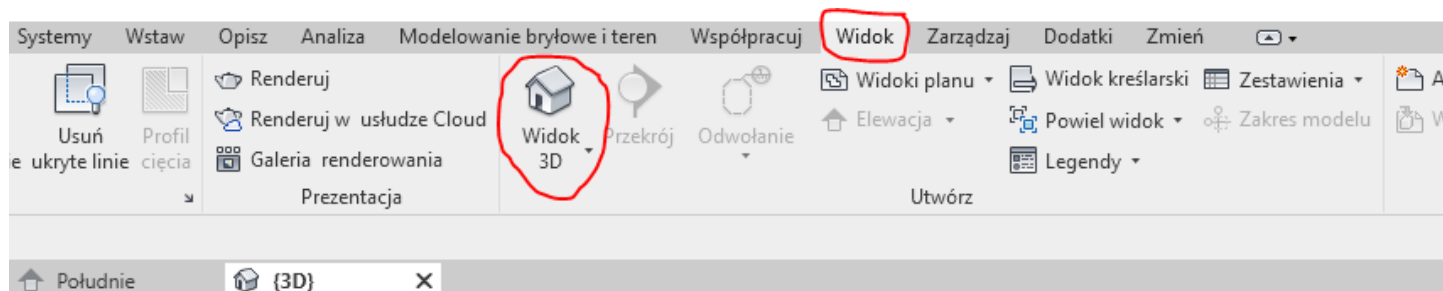 Systemy Wstaw Opisz Analiza Modelowanie bryłowe i teren Współpracuj Widok Zarządzaj Dodatki Zmień
Usuń
ukryte linie
Profil
cięcia
Renderuj
Renderuj w usłudze Cloud
Galeria renderowania
Prezentacja
Widok
3D
Przekrój
Odwołanie
Widoki planu
Elewacja
Widok kreślarski
Powiel widok
Legendy
Zestawienia
Zakres modelu
Utwórz
Południe
{3D}